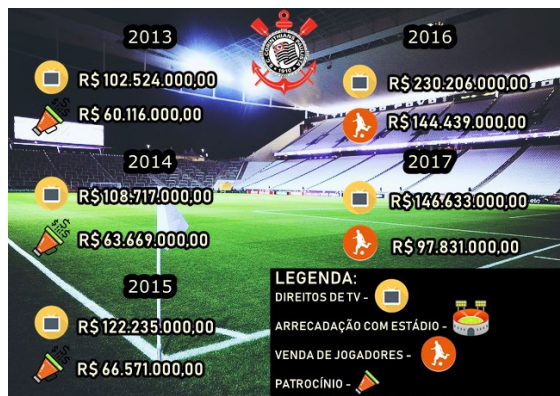 2013
R$ 102.524.000,00
R$ 60.116.000,00
2014
R$108.717.000,00
R$ 63.669.000,00
2015
R$ 122.235.000,00
R$ 66.571.000,00
2016
R$ 230.206.000,00
R$ 144.439.000,00
2017
R$ 146.633.000,00
R$ 97.831.000,00
LEGENDA:
DIREITOS DE TV -
ARRECADAÇÃO COM ESTÁDIO -
VENDA DE JOGADORES -
PATROCÍNIO -